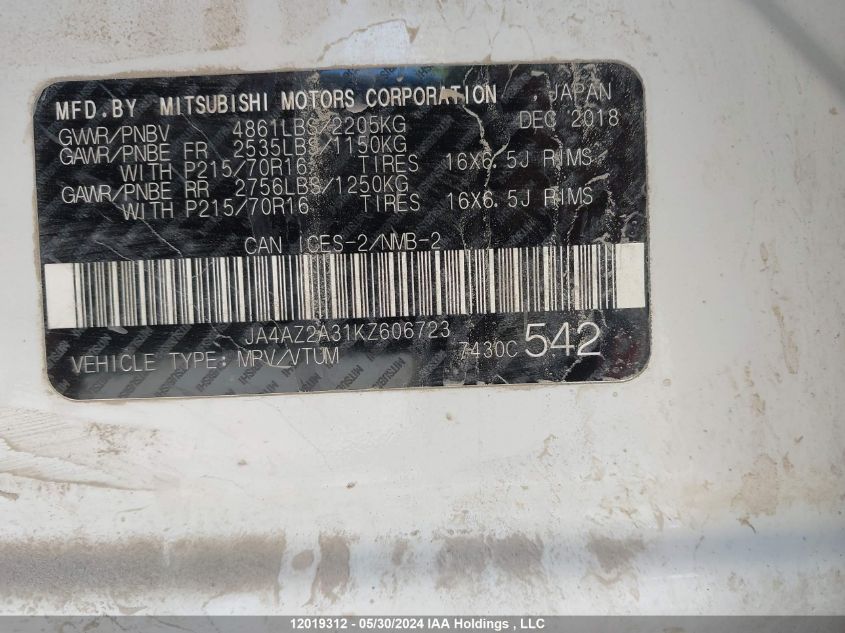 MFD.BY MITSUBISHI MOTORS CORPORATION , JAPAN
GVWR/PNBV 4861LBS/2205KG DEC 2018
GAWR/PNBE FR 2535LBS/1150KG
WITH P215/70R16 TIRES 16X6.5J RIMS
GAWR/PNBE RR 2756LBS/1250KG
WITH P215/70R16 TIRES 16X6.5J RIMS
CAN ICES-2/NMB-2
JA4AZ2A31KZ606723
VEHICLE TYPE: MPV/VTUM 7430C 542
12019312 - 05/30/2024 IAA Holdings , LLC